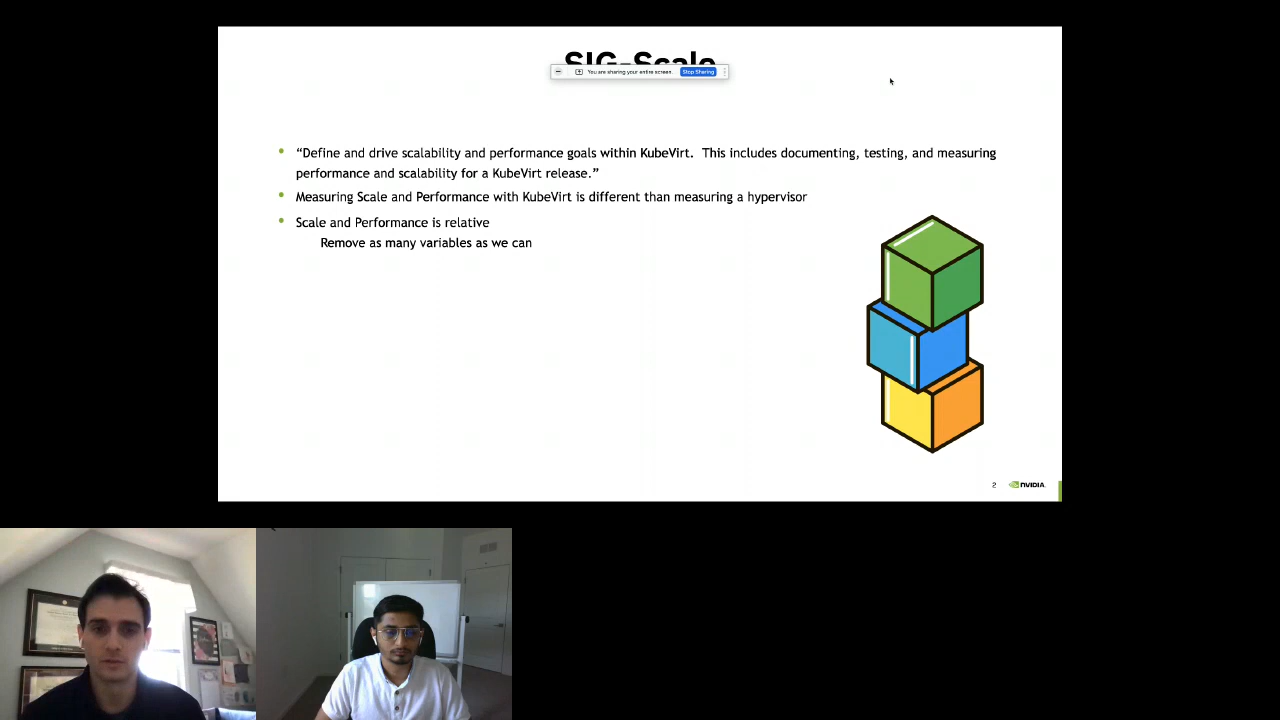 SIG-Scale
You are sharing your entire screen.
Stop Sharing
• “Define and drive scalability and performance goals within KubeVirt. This includes documenting, testing, and measuring
performance and scalability for a KubeVirt release.”
• Measuring Scale and Performance with KubeVirt is different than measuring a hypervisor
• Scale and Performance is relative
Remove as many variables as we can
2
NVIDIA